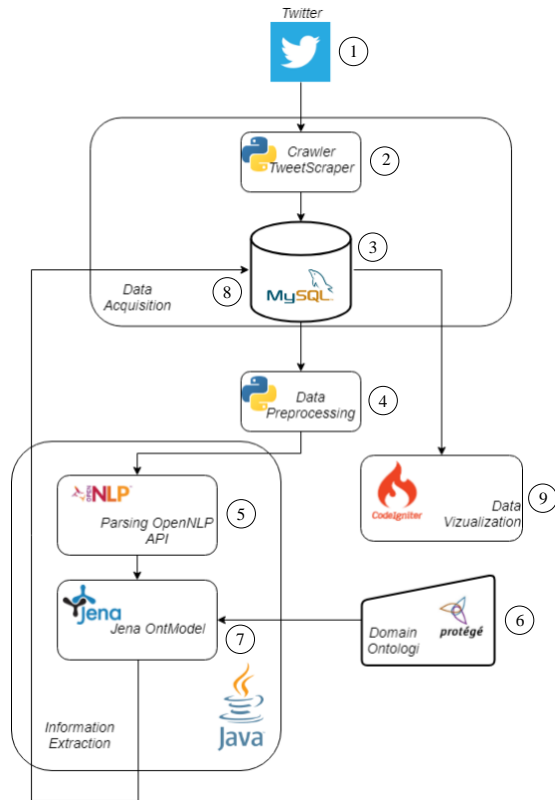 Twitter
1
Crawler
TweetScraper
2
3
MySQL
8
Data
Acquisition
Data
Preprocessing
4
OPEN NLP
Parsing OpenNLP
API
5
CodeIgniter
Data
Vizualization
9
Jena
Jena OntModel
7
Domain
Ontologi
protégé
6
Java
Information
Extraction